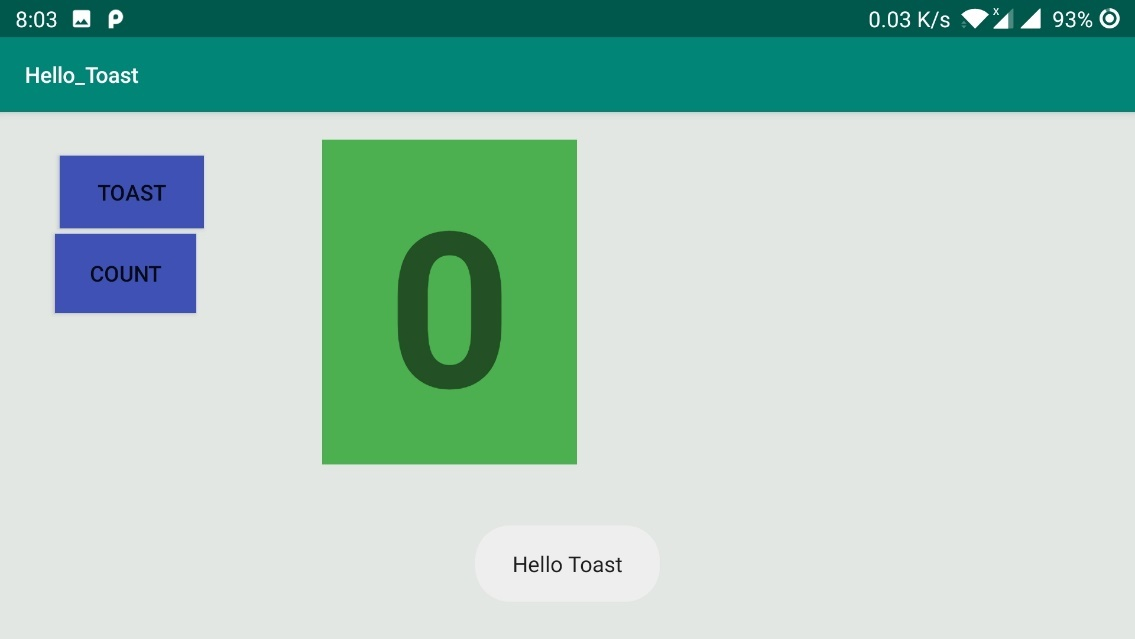 8:03 0.03 K/s x 93%
Hello_Toast
TOAST
COUNT
0
Hello Toast